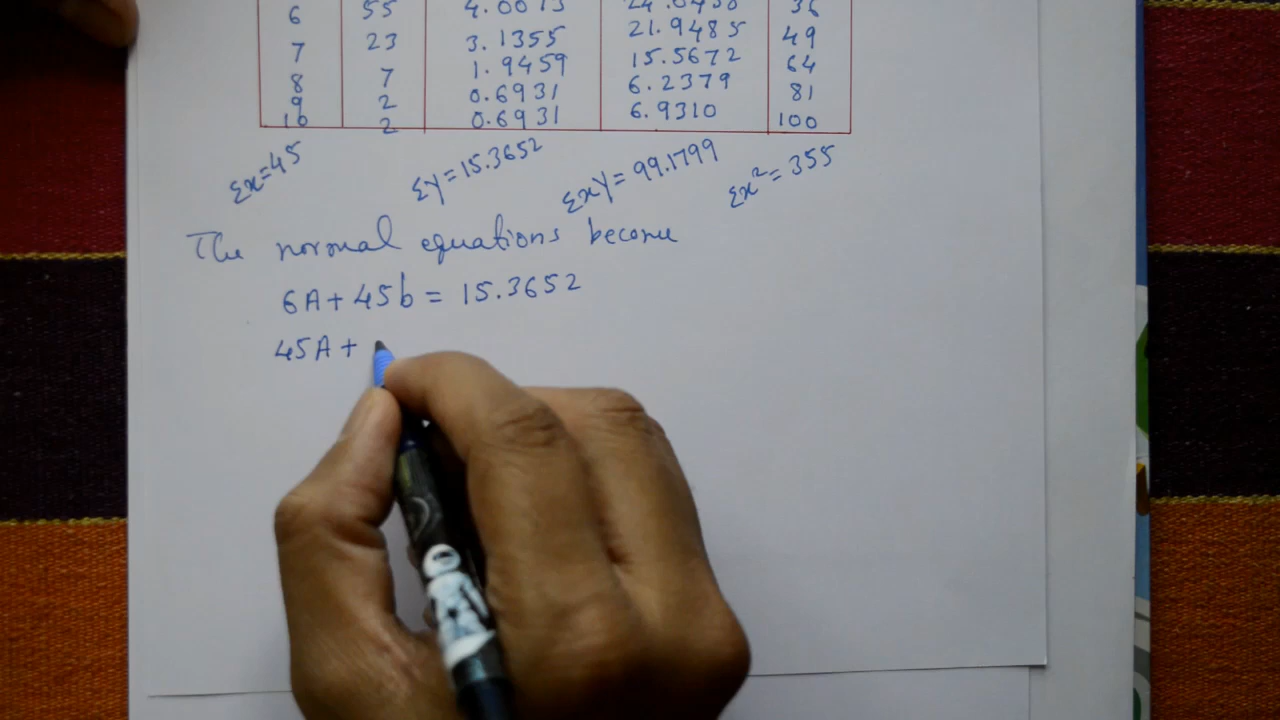 6 55 4.0073 24.0438 36
7 23 3.1355 21.9485 49
8 7 1.9459 15.5672 64
9 2 0.6931 6.2379 81
10 2 0.6931 6.9310 100
Σx=45 ΣY=15.3652 ΣxY=99.1799 Σx²=355
The normal equations become
6A+45b=15.3652
45A+